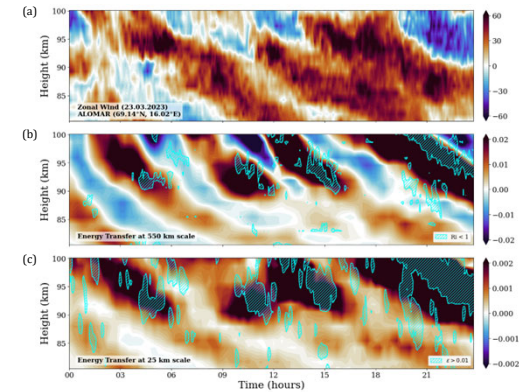 (a)
100
95
90
85
Height (km)
Zonal Wind (23.03.2023)
ALOMAR (69.14°N, 16.02°E)
60
30
0
−30
−60
(b)
100
95
90
85
Height (km)
Energy Transfer at 550 km scale
Ri < 1
0.02
0.01
0.00
−0.01
−0.02
(c)
100
95
90
85
Height (km)
Energy Transfer at 25 km scale
ε > 0.01
0.002
0.001
0.000
−0.001
−0.002
00 03 06 09 12 15 18 21
Time (hours)